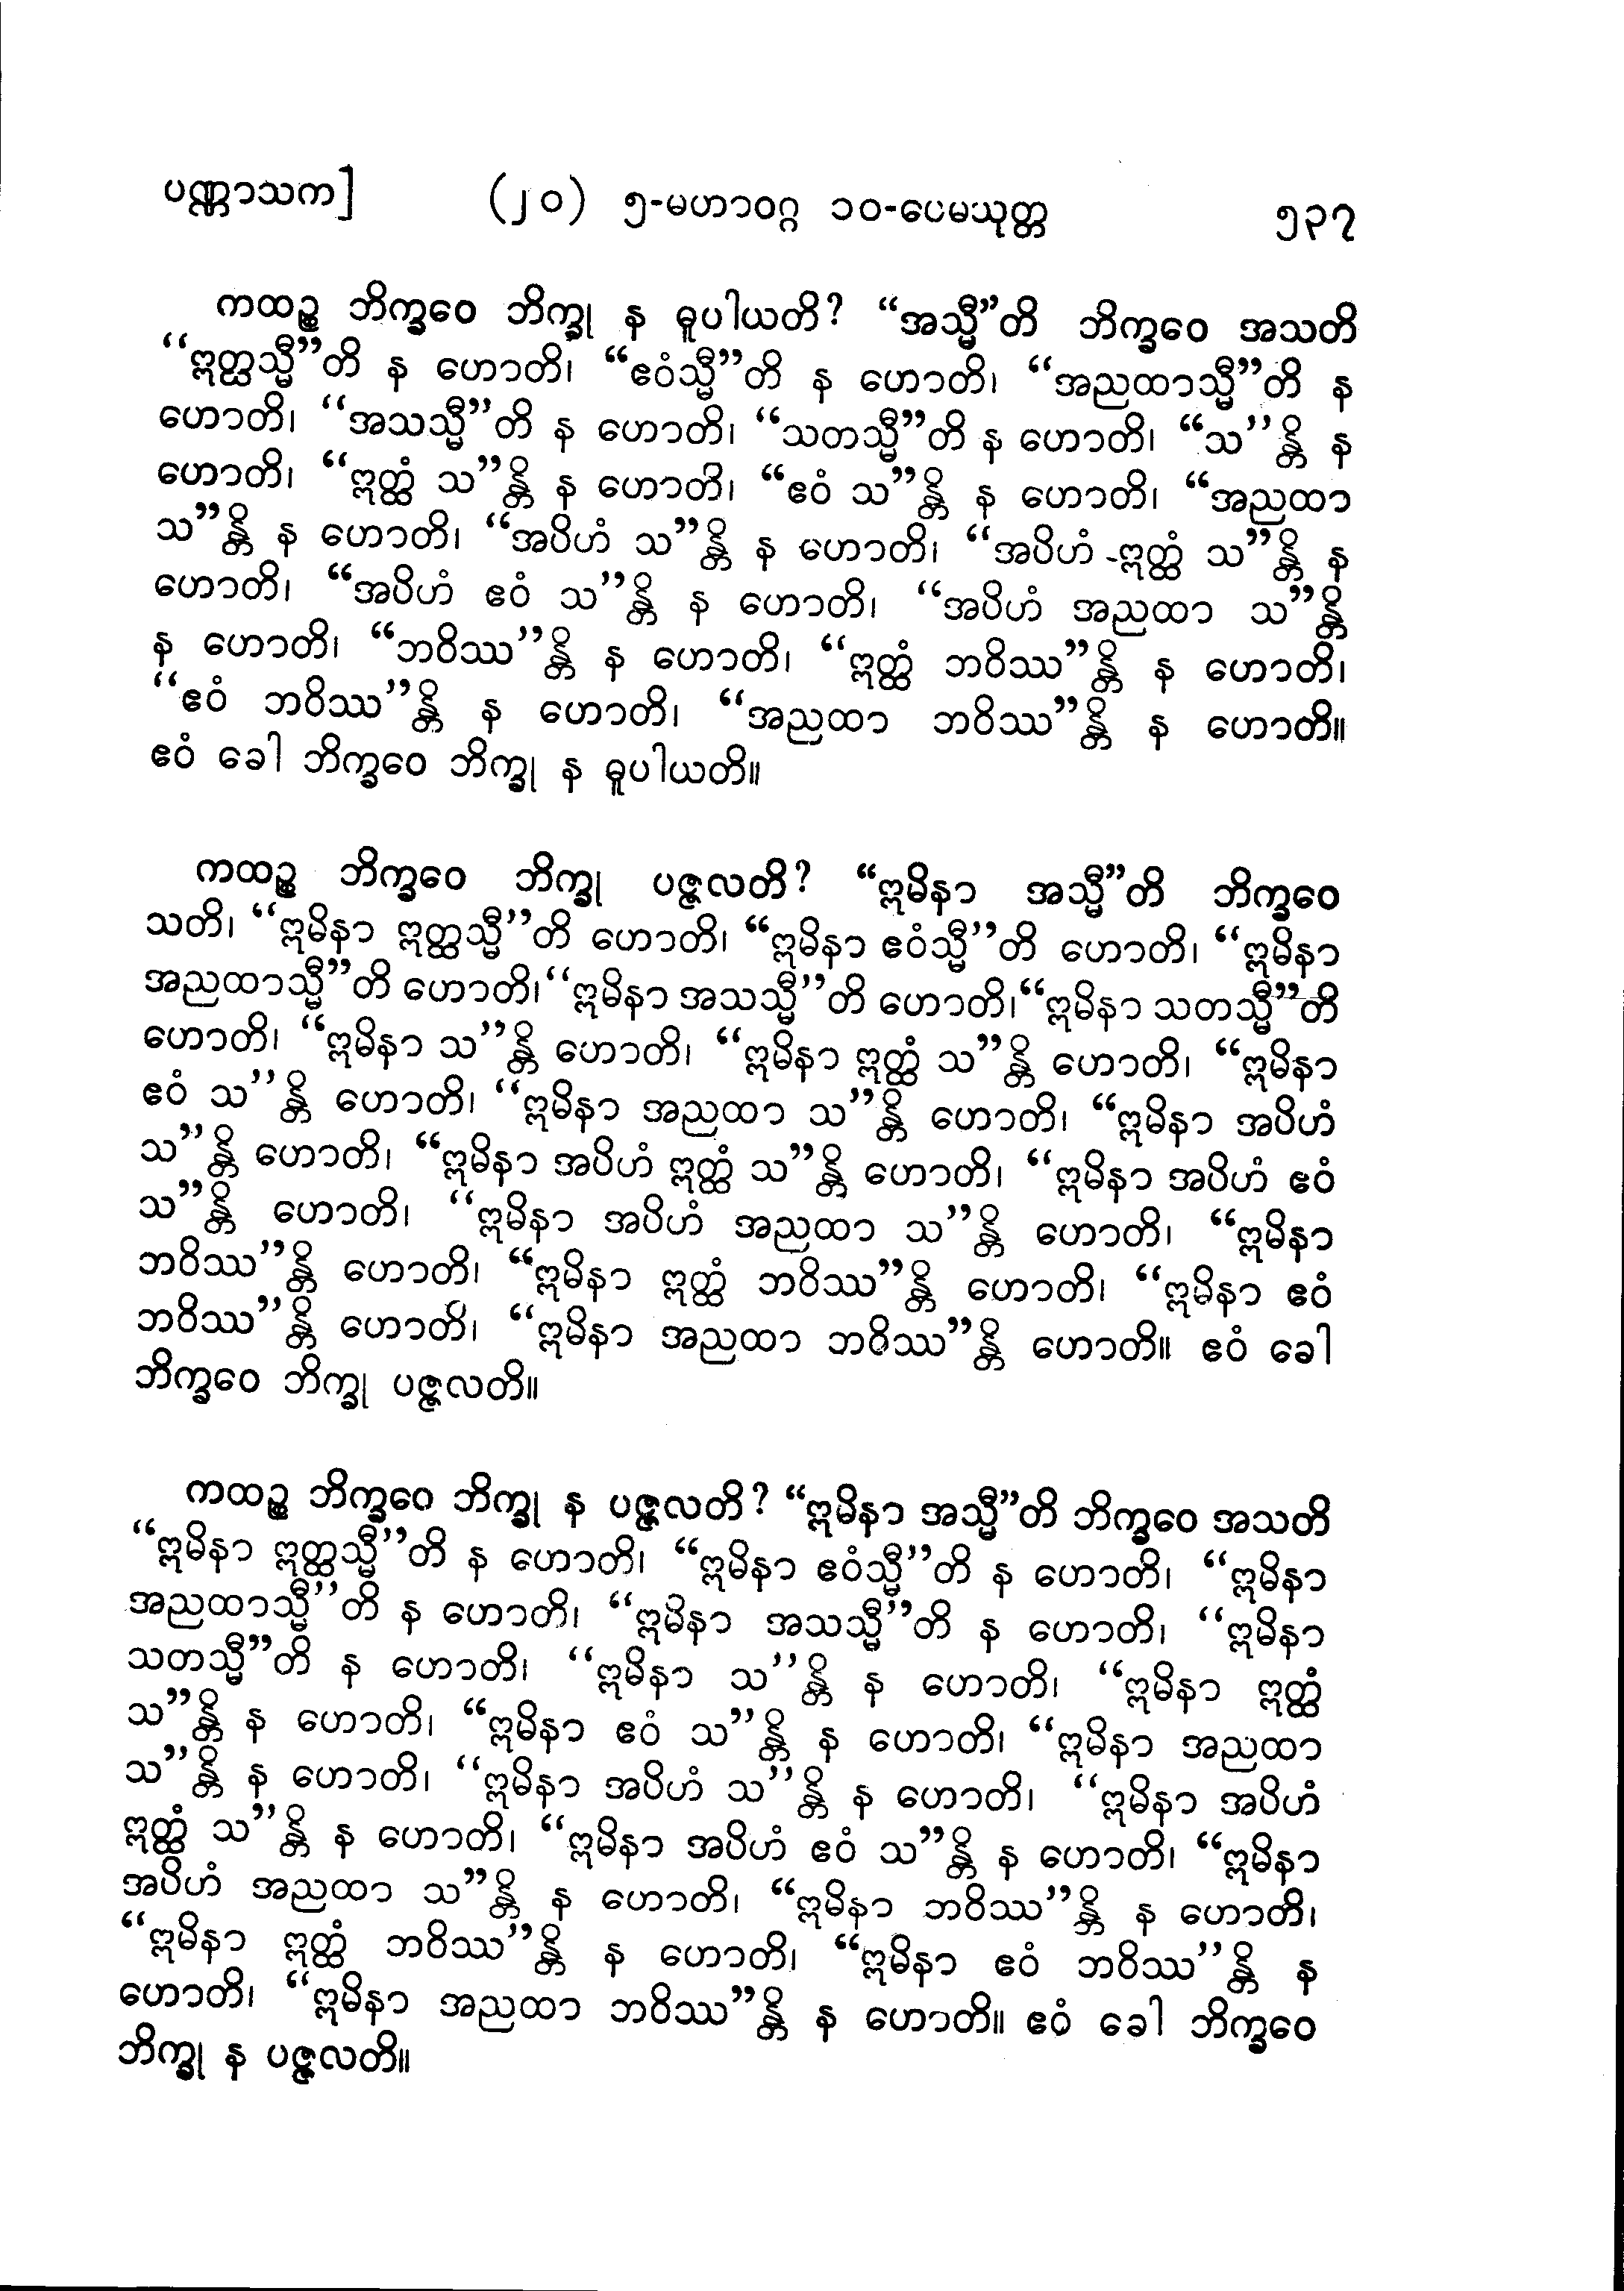 ပဏ္ဏာသက]	(၂၀) ၅-မဟာဝဂ္ဂ ၁၀-ပေမသုတ္တ	၅၃၇
ကထဉ္စ ဘိက္ခဝေ ဘိက္ခု န ဓူပါယတိ? “အသ္မီ”တိ ဘိက္ခဝေ အသတိ
“ဣတ္ထသ္မီ”တိ န ဟောတိ၊ “ဧဝံသ္မီ”တိ န ဟောတိ၊ “အညထာသ္မီ”တိ န
ဟောတိ၊ “အသသ္မီ”တိ န ဟောတိ၊ “သတသ္မီ”တိ န ဟောတိ၊ “သ”န္တိ န
ဟောတိ၊ “ဣတ္ထံ သ”န္တိ န ဟောတိ၊ “ဧဝံ သ”န္တိ န ဟောတိ၊ “အညထာ
သ”န္တိ န ဟောတိ၊ “အပိဟံ သ”န္တိ န ဟောတိ၊ “အပိဟံ -ဣတ္ထံ သ”န္တိ န
ဟောတိ၊ “အပိဟံ ဧဝံ သ”န္တိ န ဟောတိ၊ “အပိဟံ အညထာ သ”န္တိ
န ဟောတိ၊ “ဘဝိဿ”န္တိ န ဟောတိ၊ “ဣတ္ထံ ဘဝိဿ”န္တိ န ဟောတိ၊
“ဧဝံ ဘဝိဿ”န္တိ န ဟောတိ၊ “အညထာ ဘဝိဿ”န္တိ န ဟောတိ။
ဧဝံ ခေါ ဘိက္ခဝေ ဘိက္ခု န ဓူပါယတိ။
ကထဉ္စ ဘိက္ခဝေ ဘိက္ခု ပဇ္ဇလတိ? “ဣမိနာ အသ္မီ”တိ ဘိက္ခဝေ
သတိ၊ “ဣမိနာ ဣတ္ထသ္မီ”တိ ဟောတိ၊ “ဣမိနာ ဧဝံသ္မီ”တိ ဟောတိ၊ “ဣမိနာ
အညထာသ္မီ”တိ ဟောတိ၊ “ဣမိနာ အသသ္မီ”တိ ဟောတိ၊ “ဣမိနာ သတသ္မီ”တိ
ဟောတိ၊ “ဣမိနာ သ”န္တိ ဟောတိ၊ “ဣမိနာ ဣတ္ထံ သ”န္တိ ဟောတိ၊ “ဣမိနာ
ဧဝံ သ”န္တိ ဟောတိ၊ “ဣမိနာ အညထာ သ”န္တိ ဟောတိ၊ “ဣမိနာ အပိဟံ
သ”န္တိ ဟောတိ၊ “ဣမိနာ အပိဟံ ဣတ္ထံ သ”န္တိ ဟောတိ၊ “ဣမိနာ အပိဟံ ဧဝံ
သ”န္တိ ဟောတိ၊ “ဣမိနာ အပိဟံ အညထာ သ”န္တိ ဟောတိ၊ “ဣမိနာ
ဘဝိဿ”န္တိ ဟောတိ၊ “ဣမိနာ ဣတ္ထံ ဘဝိဿ”န္တိ ဟောတိ၊ “ဣမိနာ ဧဝံ
ဘဝိဿ”န္တိ ဟောတိ၊ “ဣမိနာ အညထာ ဘဝိဿ”န္တိ ဟောတိ။ ဧဝံ ခေါ
ဘိက္ခဝေ ဘိက္ခု ပဇ္ဇလတိ။
ကထဉ္စ ဘိက္ခဝေ ဘိက္ခု န ပဇ္ဇလတိ? “ဣမိနာ အသ္မီ”တိ ဘိက္ခဝေ အသတိ
“ဣမိနာ ဣတ္ထသ္မီ”တိ န ဟောတိ၊ “ဣမိနာ ဧဝံသ္မီ”တိ န ဟောတိ၊ “ဣမိနာ
အညထာသ္မီ”တိ န ဟောတိ၊ “ဣမိနာ အသသ္မီ”တိ န ဟောတိ၊ “ဣမိနာ
သတသ္မီ”တိ န ဟောတိ၊ “ဣမိနာ သ”န္တိ န ဟောတိ၊ “ဣမိနာ ဣတ္ထံ
သ”န္တိ န ဟောတိ၊ “ဣမိနာ ဧဝံ သ”န္တိ န ဟောတိ၊ “ဣမိနာ အညထာ
သ”န္တိ န ဟောတိ၊ “ဣမိနာ အပိဟံ သ”န္တိ န ဟောတိ၊ “ဣမိနာ အပိဟံ
ဣတ္ထံ သ”န္တိ န ဟောတိ၊ “ဣမိနာ အပိဟံ ဧဝံ သ”န္တိ န ဟောတိ၊ “ဣမိနာ
အပိဟံ အညထာ သ”န္တိ န ဟောတိ၊ “ဣမိနာ ဘဝိဿ”န္တိ န ဟောတိ၊
“ဣမိနာ ဣတ္ထံ ဘဝိဿ”န္တိ န ဟောတိ၊ “ဣမိနာ ဧဝံ ဘဝိဿ”န္တိ န
ဟောတိ၊ “ဣမိနာ အညထာ ဘဝိဿ”န္တိ န ဟောတိ။ ဧဝံ ခေါ ဘိက္ခဝေ
ဘိက္ခု န ပဇ္ဇလတိ။